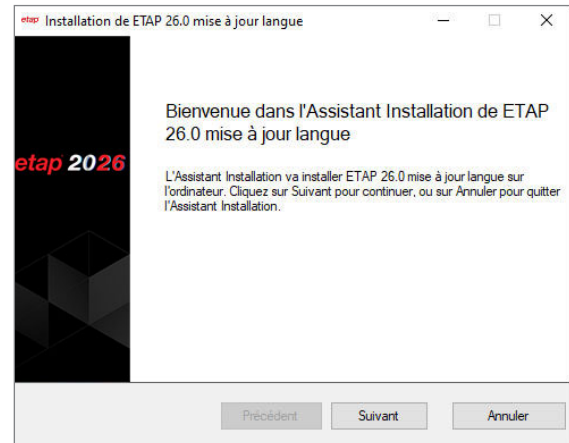 etap Installation de ETAP 26.0 mise à jour langue
Bienvenue dans l'Assistant Installation de ETAP
26.0 mise à jour langue
etap 2026
L'Assistant Installation va installer ETAP 26.0 mise à jour langue sur
l'ordinateur. Cliquez sur Suivant pour continuer, ou sur Annuler pour quitter
l'Assistant Installation.
Précédent Suivant Annuler